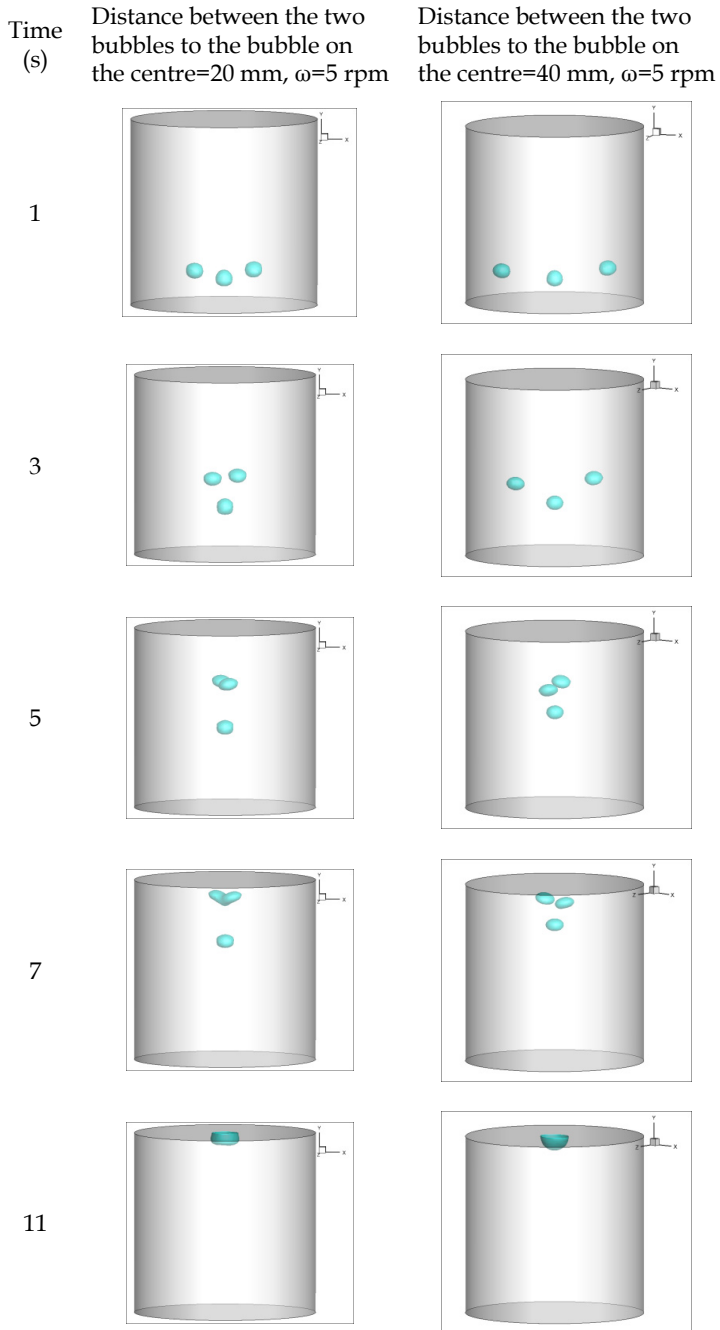 Time
(s)
Distance between the two
bubbles to the bubble on
the centre=20 mm, ω=5 rpm
Distance between the two
bubbles to the bubble on
the centre=40 mm, ω=5 rpm
1
Y
Z
X
Y
Z
X
3
Y
Z
X
Y
Z
X
5
Y
Z
X
Y
Z
X
7
Y
Z
X
Y
Z
X
11
Y
Z
X
Y
Z
X